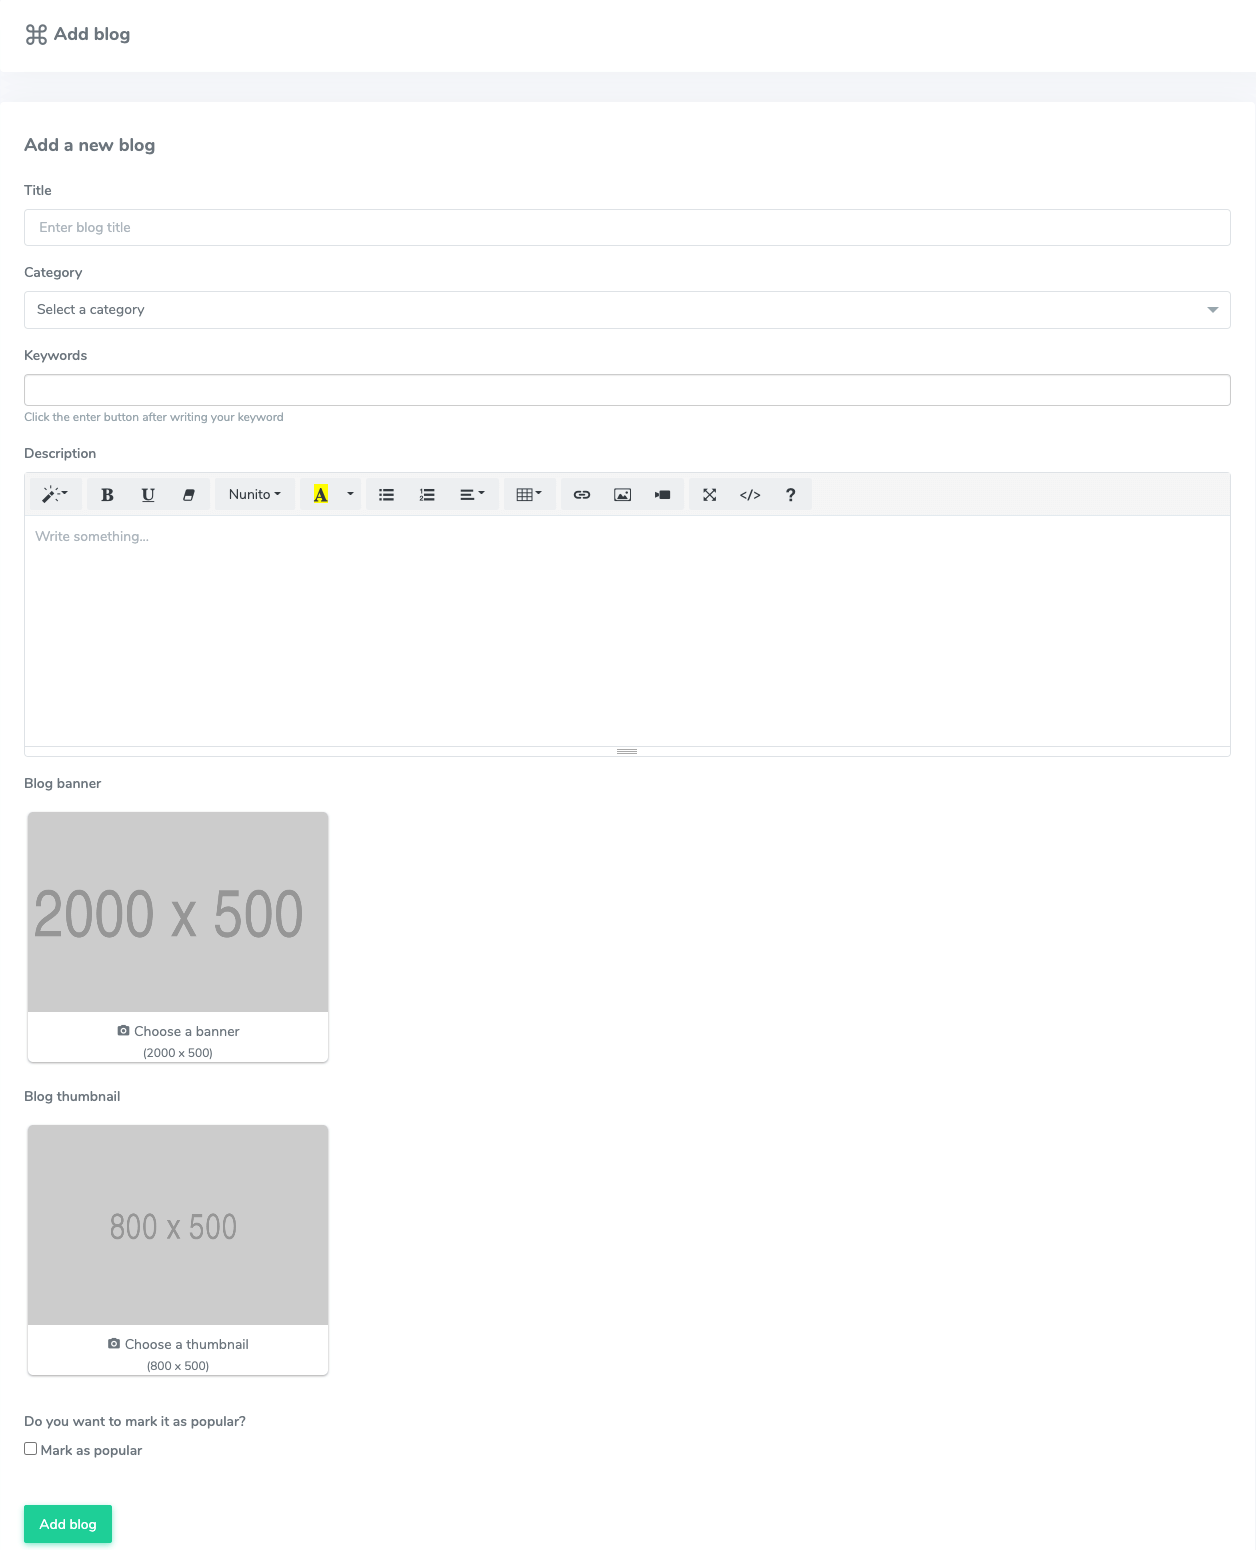 ⌘ Add blog
Add a new blog
Title
Enter blog title
Category
Select a category
Keywords
Click the enter button after writing your keyword
Description
B U Nunito A </> ?
Write something...
Blog banner
2000 x 500
Choose a banner
(2000 x 500)
Blog thumbnail
800 x 500
Choose a thumbnail
(800 x 500)
Do you want to mark it as popular?
Mark as popular
Add blog